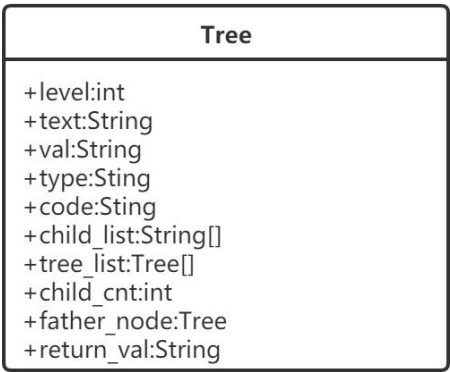 Tree
+level:int
+text:String
+val:String
+type:Sting
+code:Sting
+child_list:String[]
+tree_list:Tree[]
+child_cnt:int
+father_node:Tree
+return_val:String